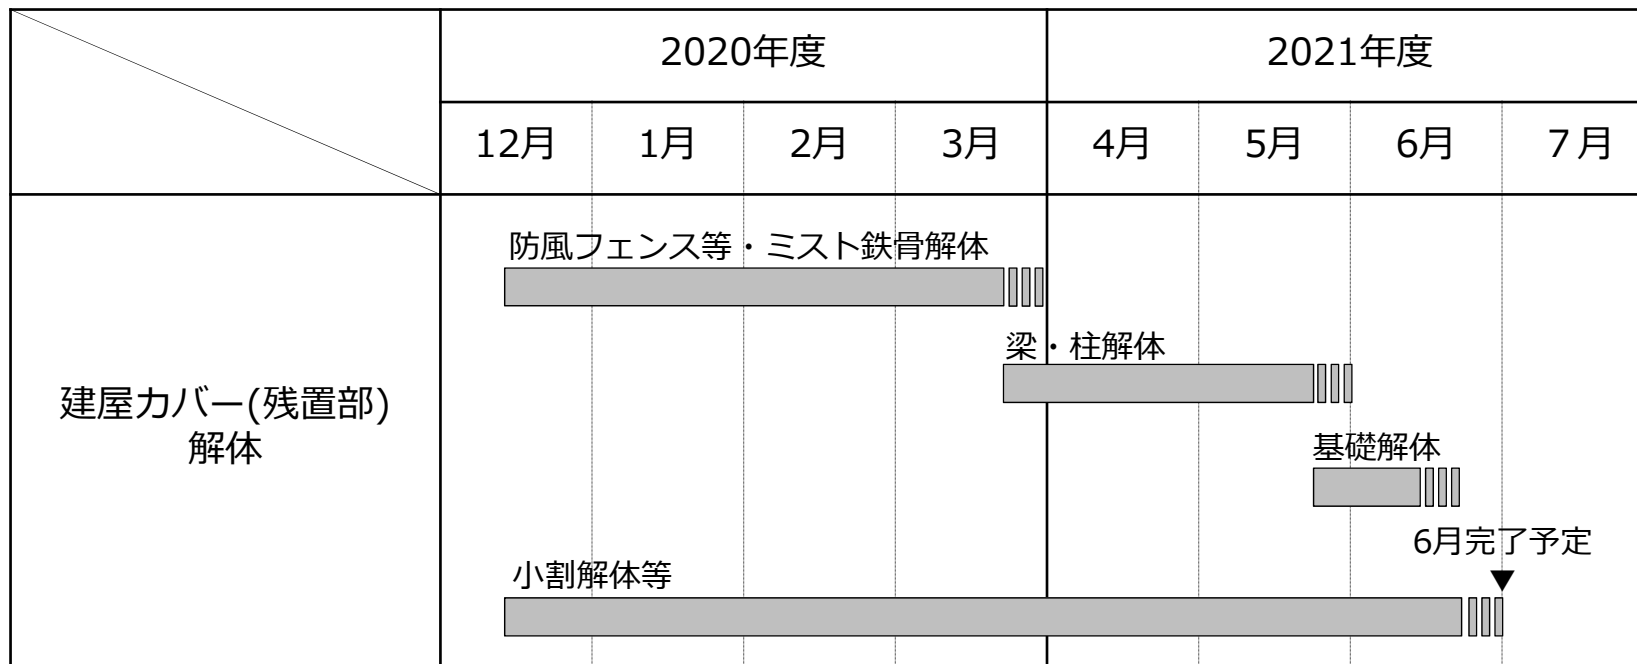 2020年度
2021年度
12月
1月
2月
3月
4月
5月
6月
７月
防風フェンス等・ミスト鉄骨解体
梁・柱解体
建屋カバー(残置部)
解体
基礎解体
6月完了予定
小割解体等